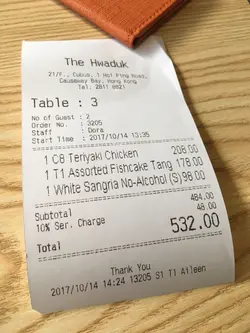 The Hwaduk
21/F., Cubus, 1 Hoi Ping Road,
Causeway Bay, Hong Kong
Tel: 2811 8821
Table : 3
No of Guest : 2
Order No. : 3205
Staff : Dora
Start Time : 2017/10/14 13:35
1 C8 Teriyaki Chicken 208.00
1 T1 Assorted Fishcake Tang 178.00
1 White Sangria No-Alcohol (S) 98.00
Subtotal 484.00
10% Ser. Charge 48.00
Total 532.00
Thank You
2017/10/14 14:24 13205 S1 T1 Aileen